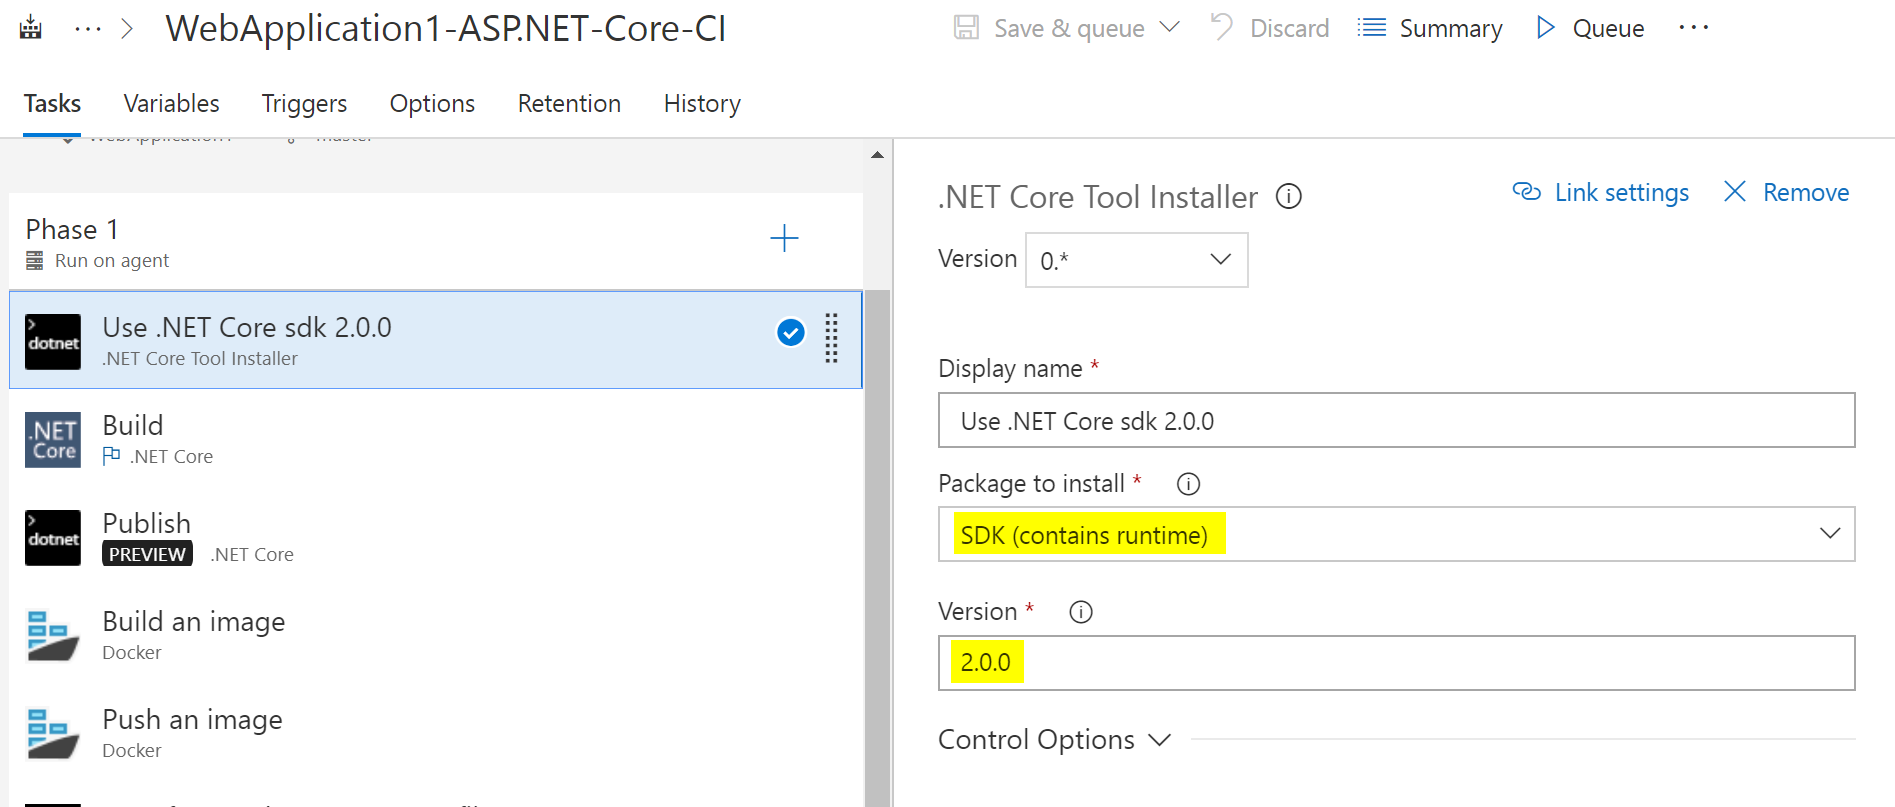 ··· > WebApplication1-ASP.NET-Core-CI
Save & queue Discard Summary Queue ···
Tasks Variables Triggers Options Retention History
WebApplication1 master
Phase 1
Run on agent
>
dotnet
Use .NET Core sdk 2.0.0
.NET Core Tool Installer
.NET
Core
Build
.NET Core
>
dotnet
Publish
PREVIEW .NET Core
Build an image
Docker
Push an image
Docker
.NET Core Tool Installer
Link settings Remove
Version 0.*
Display name *
Use .NET Core sdk 2.0.0
Package to install *
SDK (contains runtime)
Version *
2.0.0
Control Options